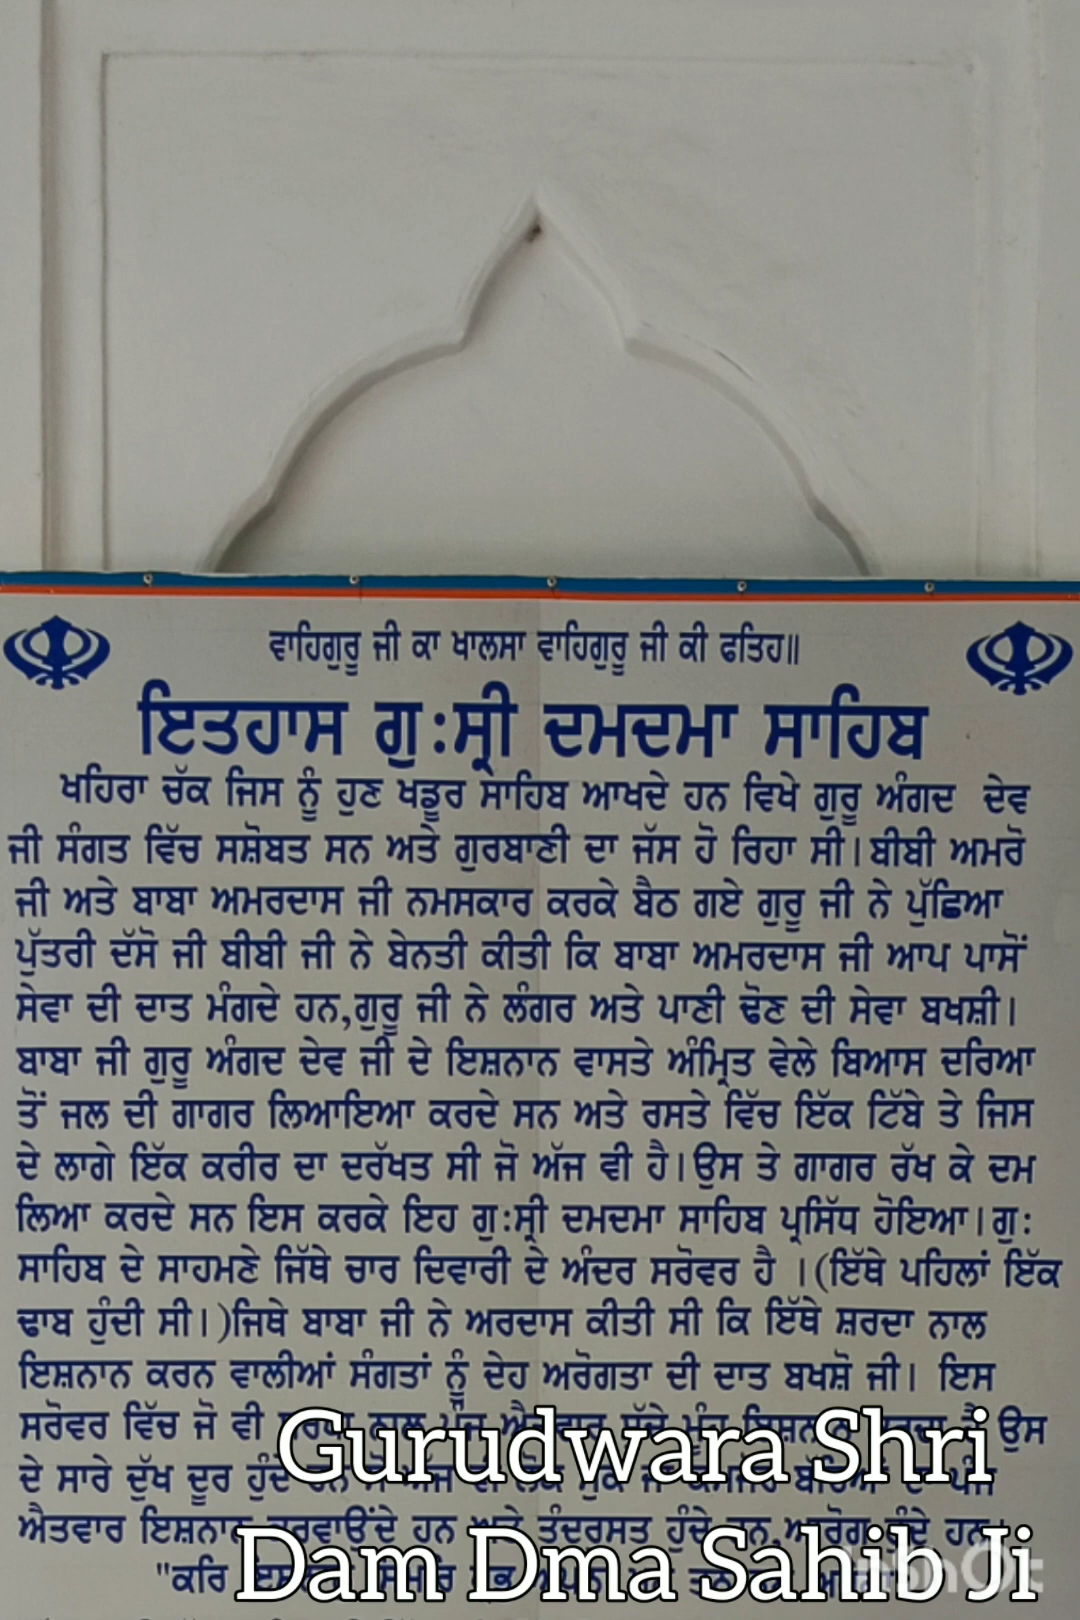 ਵਾਹਿਗੁਰੂ ਜੀ ਕਾ ਖਾਲਸਾ ਵਾਹਿਗੁਰੂ ਜੀ ਕੀ ਫਤਿਹ॥
ਇਤਹਾਸ ਗੁ:ਸ੍ਰੀ ਦਮਦਮਾ ਸਾਹਿਬ
ਖਹਿਰਾ ਚੱਕ ਜਿਸ ਨੂੰ ਹੁਣ ਖਡੂਰ ਸਾਹਿਬ ਆਖਦੇ ਹਨ ਵਿਖੇ ਗੁਰੂ ਅੰਗਦ ਦੇਵ
ਜੀ ਸੰਗਤ ਵਿੱਚ ਸਸ਼ੋਬਤ ਸਨ ਅਤੇ ਗੁਰਬਾਣੀ ਦਾ ਜੱਸ ਹੋ ਰਿਹਾ ਸੀ।ਬੀਬੀ ਅਮਰੋ
ਜੀ ਅਤੇ ਬਾਬਾ ਅਮਰਦਾਸ ਜੀ ਨਮਸਕਾਰ ਕਰਕੇ ਬੈਠ ਗਏ ਗੁਰੂ ਜੀ ਨੇ ਪੁੱਛਿਆ
ਪੁੱਤਰੀ ਦੱਸੋ ਜੀ ਬੀਬੀ ਜੀ ਨੇ ਬੇਨਤੀ ਕੀਤੀ ਕਿ ਬਾਬਾ ਅਮਰਦਾਸ ਜੀ ਆਪ ਪਾਸੋਂ
ਸੇਵਾ ਦੀ ਦਾਤ ਮੰਗਦੇ ਹਨ,ਗੁਰੂ ਜੀ ਨੇ ਲੰਗਰ ਅਤੇ ਪਾਣੀ ਢੋਣ ਦੀ ਸੇਵਾ ਬਖਸ਼ੀ।
ਬਾਬਾ ਜੀ ਗੁਰੂ ਅੰਗਦ ਦੇਵ ਜੀ ਦੇ ਇਸ਼ਨਾਨ ਵਾਸਤੇ ਅੰਮ੍ਰਿਤ ਵੇਲੇ ਬਿਆਸ ਦਰਿਆ
ਤੋਂ ਜਲ ਦੀ ਗਾਗਰ ਲਿਆਇਆ ਕਰਦੇ ਸਨ ਅਤੇ ਰਸਤੇ ਵਿੱਚ ਇੱਕ ਟਿੱਬੇ ਤੇ ਜਿਸ
ਦੇ ਲਾਗੇ ਇੱਕ ਕਰੀਰ ਦਾ ਦਰੱਖਤ ਸੀ ਜੋ ਅੱਜ ਵੀ ਹੈ।ਉਸ ਤੇ ਗਾਗਰ ਰੱਖ ਕੇ ਦਮ
ਲਿਆ ਕਰਦੇ ਸਨ ਇਸ ਕਰਕੇ ਇਹ ਗੁ:ਸ੍ਰੀ ਦਮਦਮਾ ਸਾਹਿਬ ਪ੍ਰਸਿੱਧ ਹੋਇਆ।ਗੁ:
ਸਾਹਿਬ ਦੇ ਸਾਹਮਣੇ ਜਿੱਥੇ ਚਾਰ ਦਿਵਾਰੀ ਦੇ ਅੰਦਰ ਸਰੋਵਰ ਹੈ ।(ਇੱਥੇ ਪਹਿਲਾਂ ਇੱਕ
ਢਾਬ ਹੁੰਦੀ ਸੀ।)ਜਿਥੇ ਬਾਬਾ ਜੀ ਨੇ ਅਰਦਾਸ ਕੀਤੀ ਸੀ ਕਿ ਇੱਥੇ ਸ਼ਰਦਾ ਨਾਲ
ਇਸ਼ਨਾਨ ਕਰਨ ਵਾਲੀਆਂ ਸੰਗਤਾਂ ਨੂੰ ਦੇਹ ਅਰੋਗਤਾ ਦੀ ਦਾਤ ਬਖਸ਼ੋ ਜੀ। ਇਸ
ਸਰੋਵਰ ਵਿੱਚ ਜੋ ਵੀ ਉਸ
ਦੇ ਸਾਰੇ ਦੁੱਖ ਦੂਰ ਹੁੰਦੇ
ਐਤਵਾਰ ਇਸ਼ਨਾਨ ਕਰਵਾਉਂਦੇ ਹਨ ਅਤੇ ਤੰਦਰਸਤ ਹੁੰਦੇ ਹਨ
"ਕਰਿ
Gurudwara Shri
Dam Dma Sahib Ji